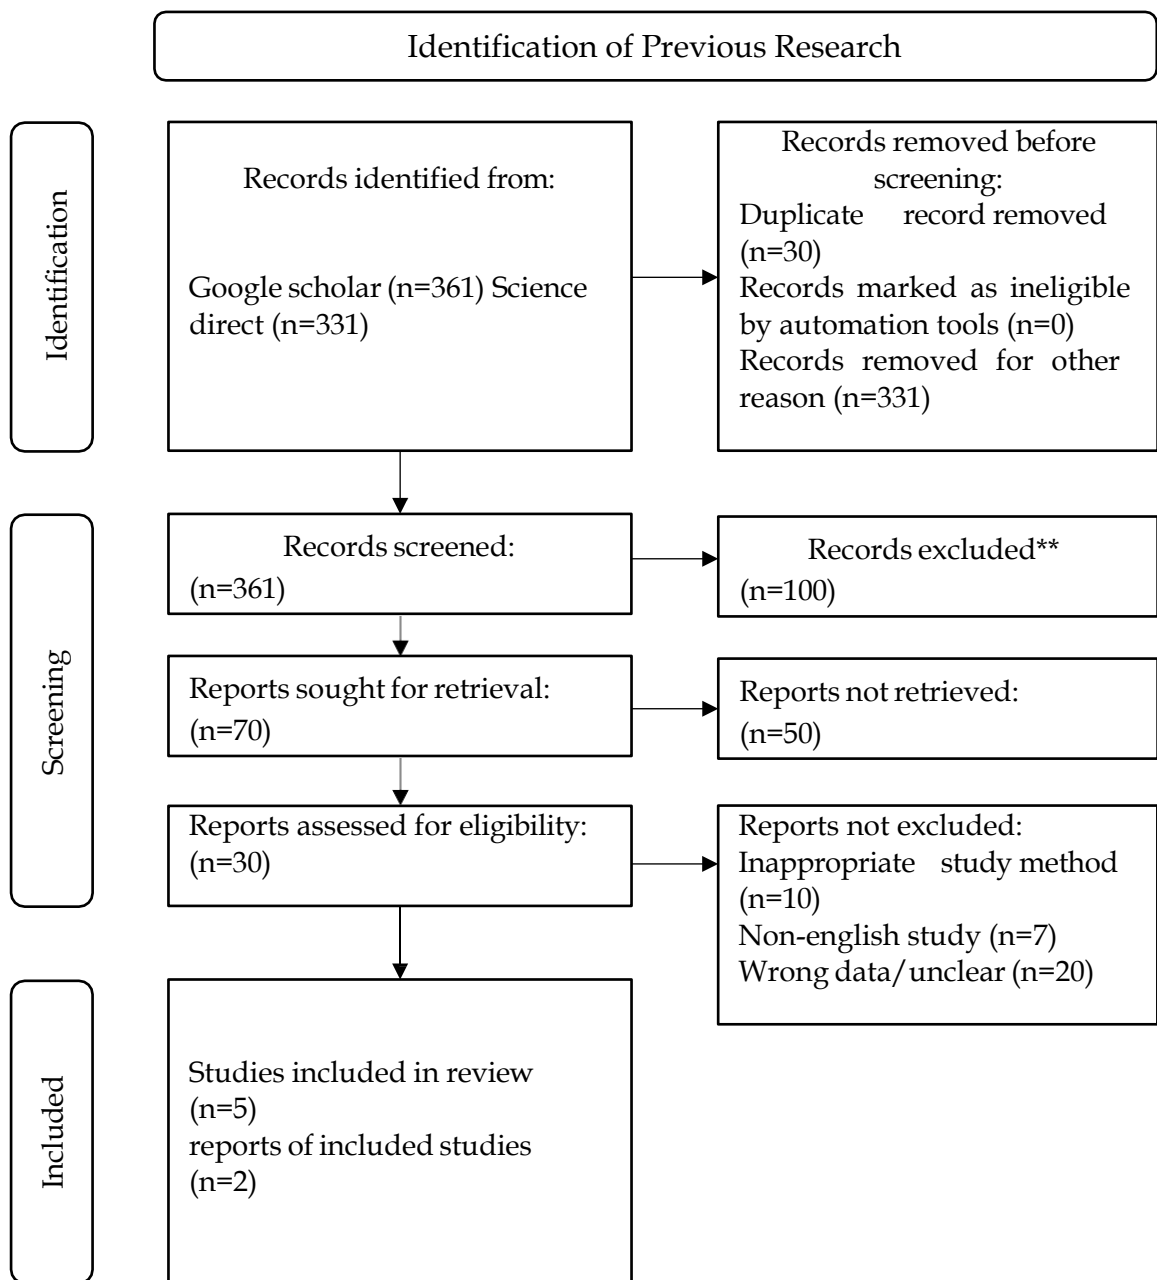 Identification of Previous Research
Identification
Records identified from:
Google scholar (n=361) Science
direct (n=331)
Records removed before
screening:
Duplicate record removed
(n=30)
Records marked as ineligible
by automation tools (n=0)
Records removed for other
reason (n=331)
Screening
Records screened:
(n=361)
Records excluded**
(n=100)
Reports sought for retrieval:
(n=70)
Reports not retrieved:
(n=50)
Reports assessed for eligibility:
(n=30)
Reports not excluded:
Inappropriate study method
(n=10)
Non-english study (n=7)
Wrong data/unclear (n=20)
Included
Studies included in review
(n=5)
reports of included studies
(n=2)